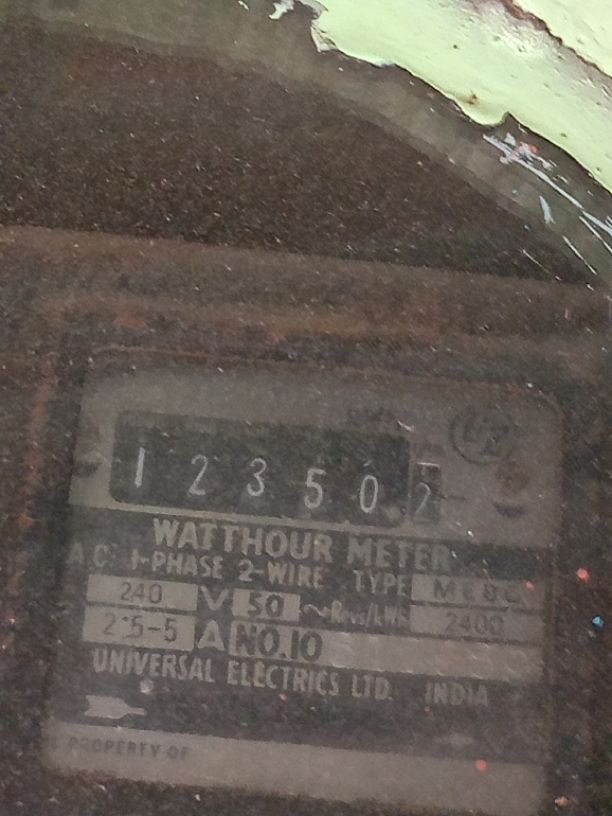 1 2 3 5 0 2
WATTHOUR METER
A.C. 1-PHASE 2-WIRE TYPE
240 V 50 ~ Revs/kWh 2400
2.5-5 A NO.10
UNIVERSAL ELECTRICS LTD. INDIA
PROPERTY OF